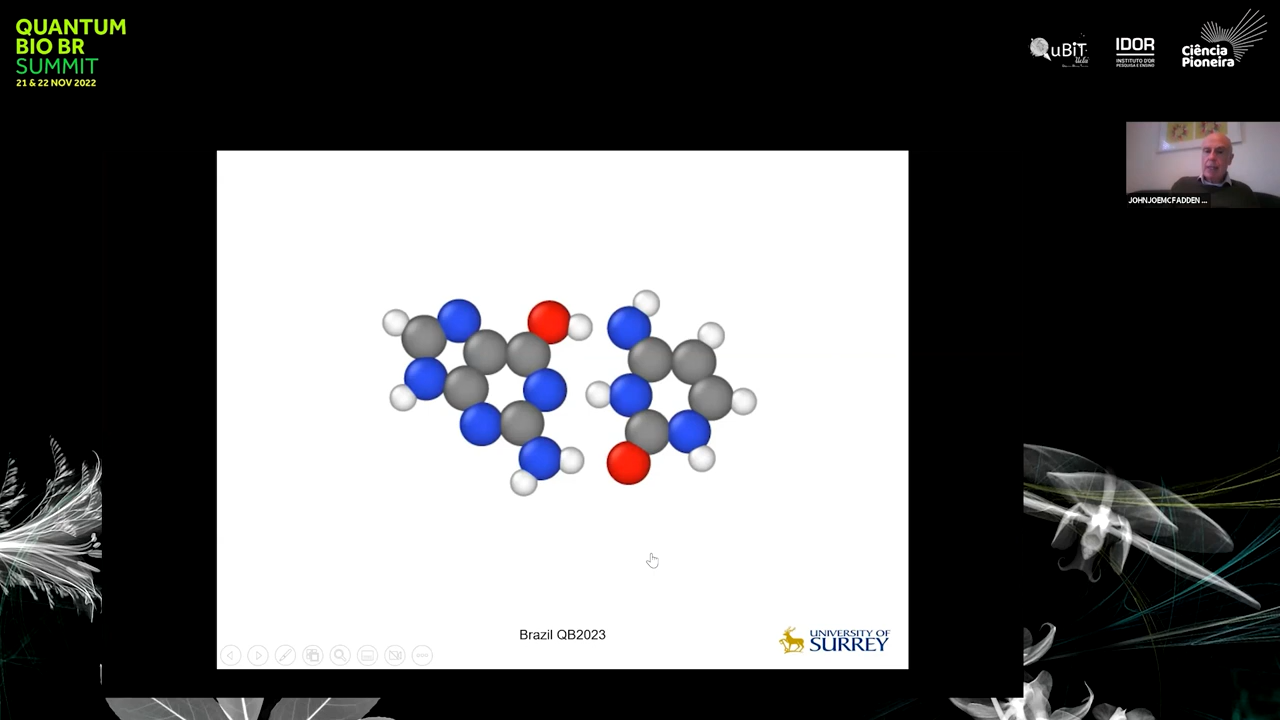 QUANTUM
BIO BR
SUMMIT
21 & 22 NOV 2022
QuBiT
IDOR
INSTITUTO D'OR
PESQUISA E ENSINO
Ciência
Pioneira
JOHNJOEMCFADDEN ...
Brazil QB2023
UNIVERSITY OF
SURREY